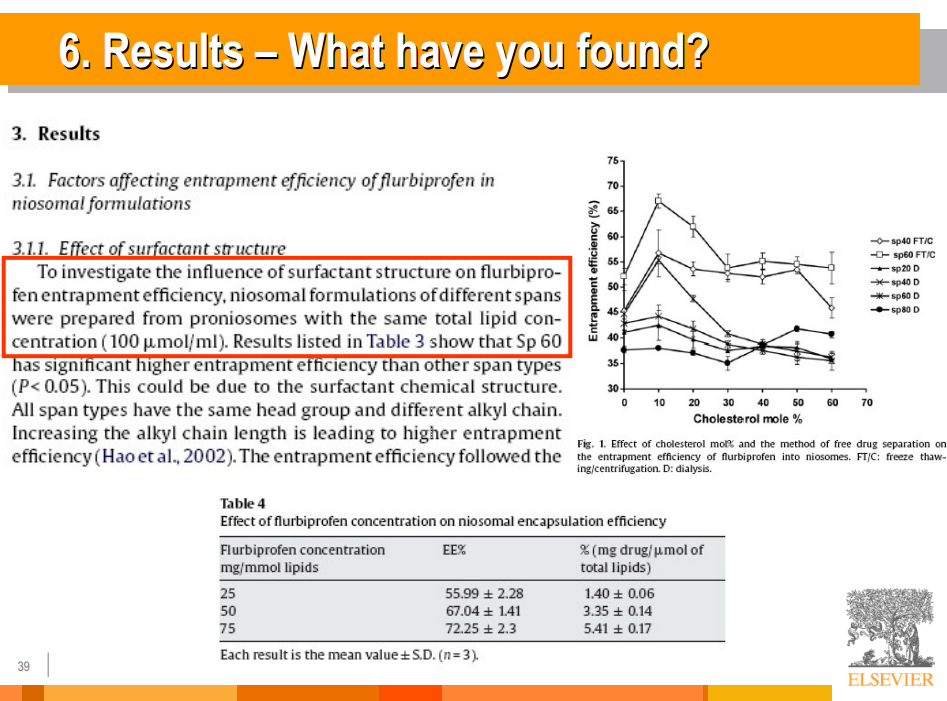 6. Results – What have you found?
3. Results
3.1. Factors affecting entrapment efficiency of flurbiprofen in
niosomal formulations
3.1.1. Effect of surfactant structure
To investigate the influence of surfactant structure on flurbipro-
fen entrapment efficiency, niosomal formulations of different spans
were prepared from proniosomes with the same total lipid con-
centration (100 μmol/ml). Results listed in Table 3 show that Sp 60
has significant higher entrapment efficiency than other span types
(P< 0.05). This could be due to the surfactant chemical structure.
All span types have the same head group and different alkyl chain.
Increasing the alkyl chain length is leading to higher entrapment
efficiency (Hao et al., 2002). The entrapment efficiency followed the
75
70
65
60
55
50
45
40
35
30
Entrapment efficiency (%)
0 10 20 30 40 50 60 70
Cholesterol mole %
sp40 FT/C
sp60 FT/C
sp20 D
sp40 D
sp60 D
sp80 D
Fig. 1. Effect of cholesterol mol% and the method of free drug separation on
the entrapment efficiency of flurbiprofen into niosomes. FT/C: freeze thaw-
ing/centrifugation. D: dialysis.
Table 4
Effect of flurbiprofen concentration on niosomal encapsulation efficiency
Flurbiprofen concentration EE% % (mg drug/μmol of
mg/mmol lipids total lipids)
25 55.99 ± 2.28 1.40 ± 0.06
50 67.04 ± 1.41 3.35 ± 0.14
75 72.25 ± 2.3 5.41 ± 0.17
Each result is the mean value ± S.D. (n = 3).
39
ELSEVIER